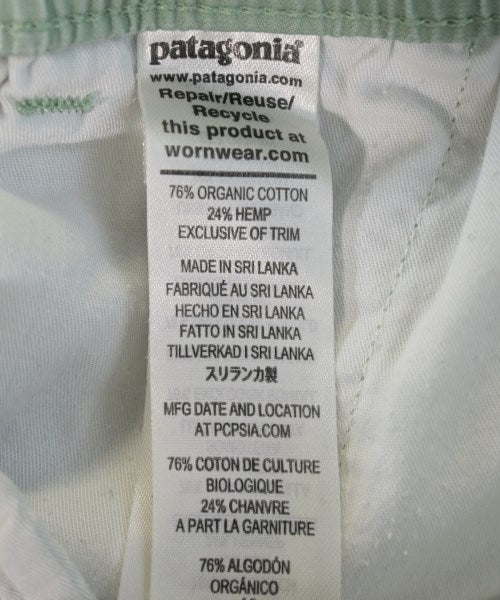 patagonia®
www.patagonia.com
Repair/Reuse/
Recycle
this product at
wornwear.com
76% ORGANIC COTTON
24% HEMP
EXCLUSIVE OF TRIM
MADE IN SRI LANKA
FABRIQUÉ AU SRI LANKA
HECHO EN SRI LANKA
FATTO IN SRI LANKA
TILLVERKAD I SRI LANKA
スリランカ製
MFG DATE AND LOCATION
AT PCPSIA.COM
76% COTON DE CULTURE
BIOLOGIQUE
24% CHANVRE
A PART LA GARNITURE
76% ALGODÓN
ORGÁNICO